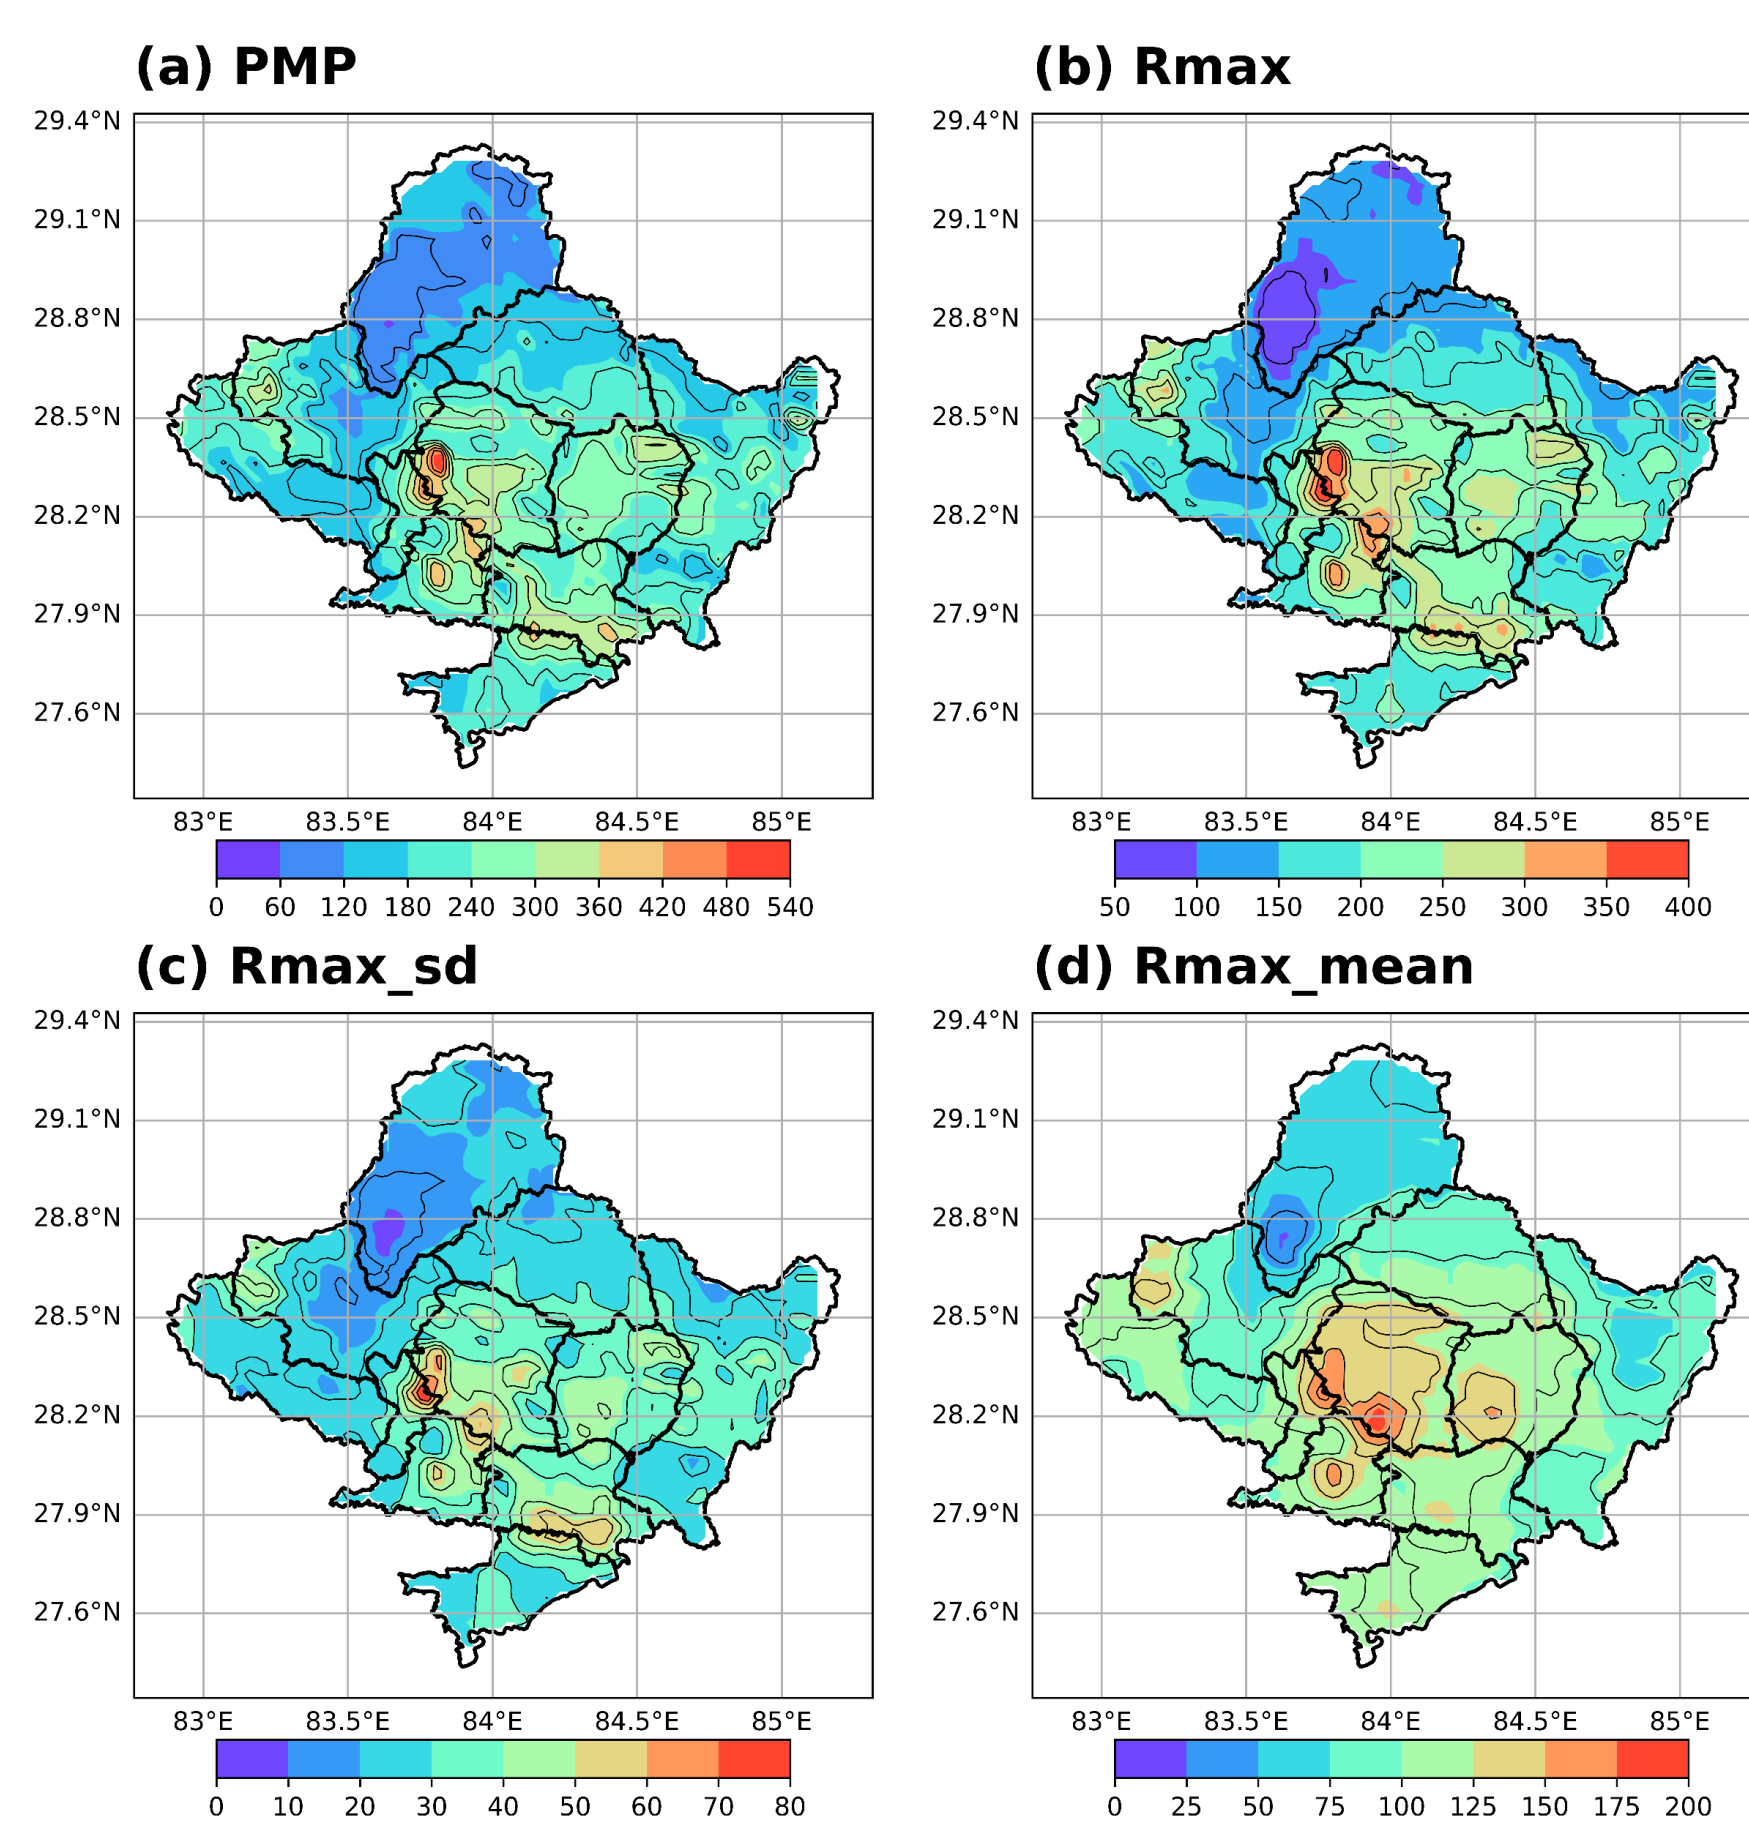 (a) PMP
(b) Rmax
29.4°N
29.1°N
28.8°N
28.5°N
28.2°N
27.9°N
27.6°N
29.4°N
29.1°N
28.8°N
28.5°N
28.2°N
27.9°N
27.6°N
83°E 83.5°E 84°E 84.5°E 85°E
83°E 83.5°E 84°E 84.5°E 85°E
0 60 120 180 240 300 360 420 480 540
50 100 150 200 250 300 350 400
(c) Rmax_sd
(d) Rmax_mean
29.4°N
29.1°N
28.8°N
28.5°N
28.2°N
27.9°N
27.6°N
29.4°N
29.1°N
28.8°N
28.5°N
28.2°N
27.9°N
27.6°N
83°E 83.5°E 84°E 84.5°E 85°E
83°E 83.5°E 84°E 84.5°E 85°E
0 10 20 30 40 50 60 70 80
0 25 50 75 100 125 150 175 200